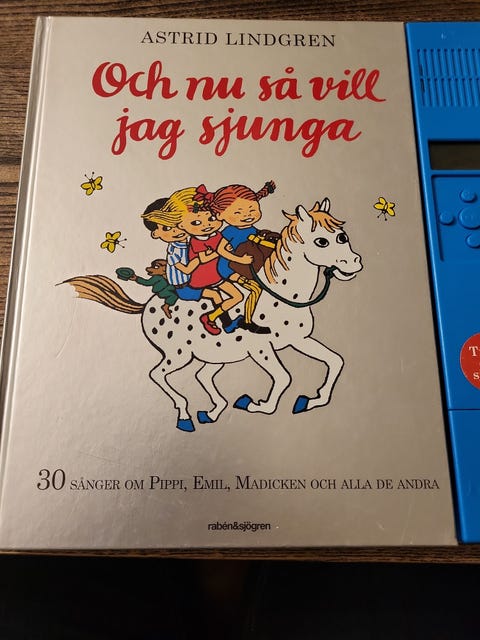 ASTRID LINDGREN
Och nu så vill
jag sjunga
30 SÅNGER OM PIPPI, EMIL, MADICKEN OCH ALLA DE ANDRA
rabén&sjögren